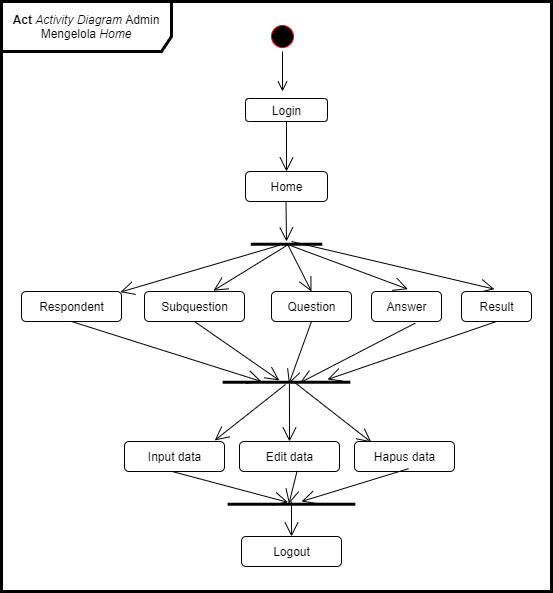 Act Activity Diagram Admin
Mengelola Home
Login
Home
Respondent
Subquestion
Question
Answer
Result
Input data
Edit data
Hapus data
Logout